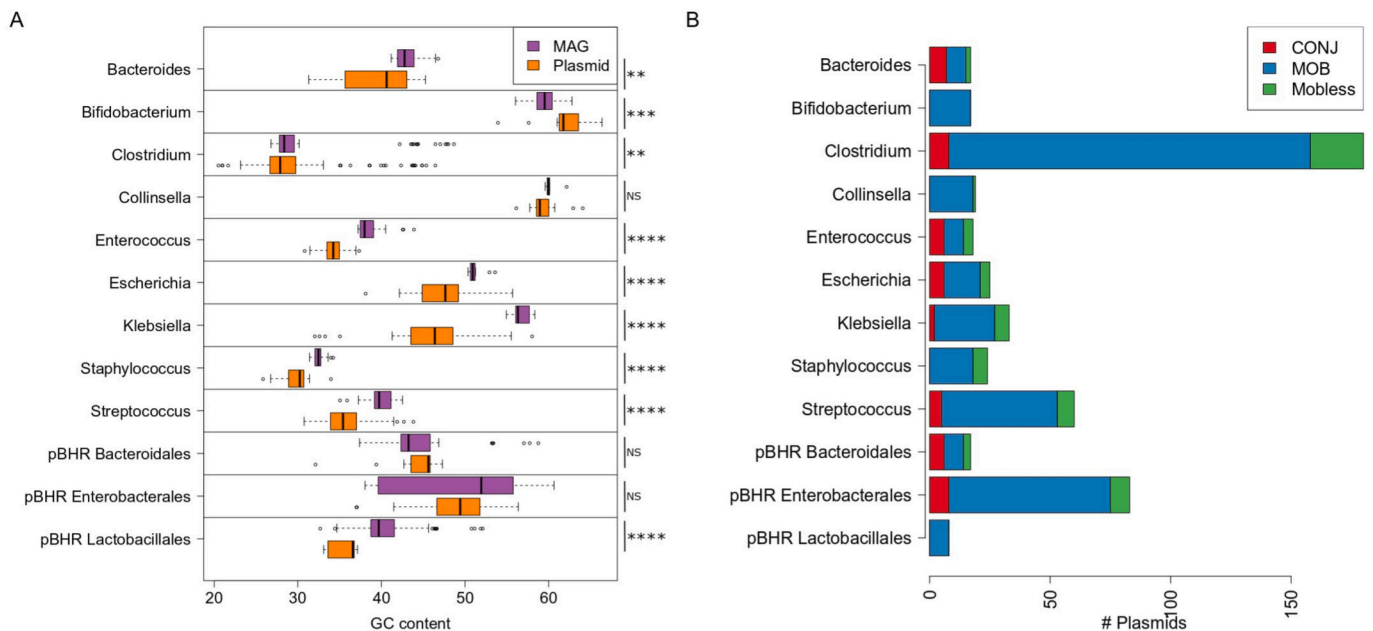 A
MAG
Plasmid
Bacteroides
**
Bifidobacterium
***
Clostridium
**
Collinsella
NS
Enterococcus
****
Escherichia
****
Klebsiella
****
Staphylococcus
****
Streptococcus
****
pBHR Bacteroidales
NS
pBHR Enterobacterales
NS
pBHR Lactobacillales
****
20 30 40 50 60
GC content
B
CONJ
MOB
Mobless
Bacteroides
Bifidobacterium
Clostridium
Collinsella
Enterococcus
Escherichia
Klebsiella
Staphylococcus
Streptococcus
pBHR Bacteroidales
pBHR Enterobacterales
pBHR Lactobacillales
0 50 100 150
# Plasmids